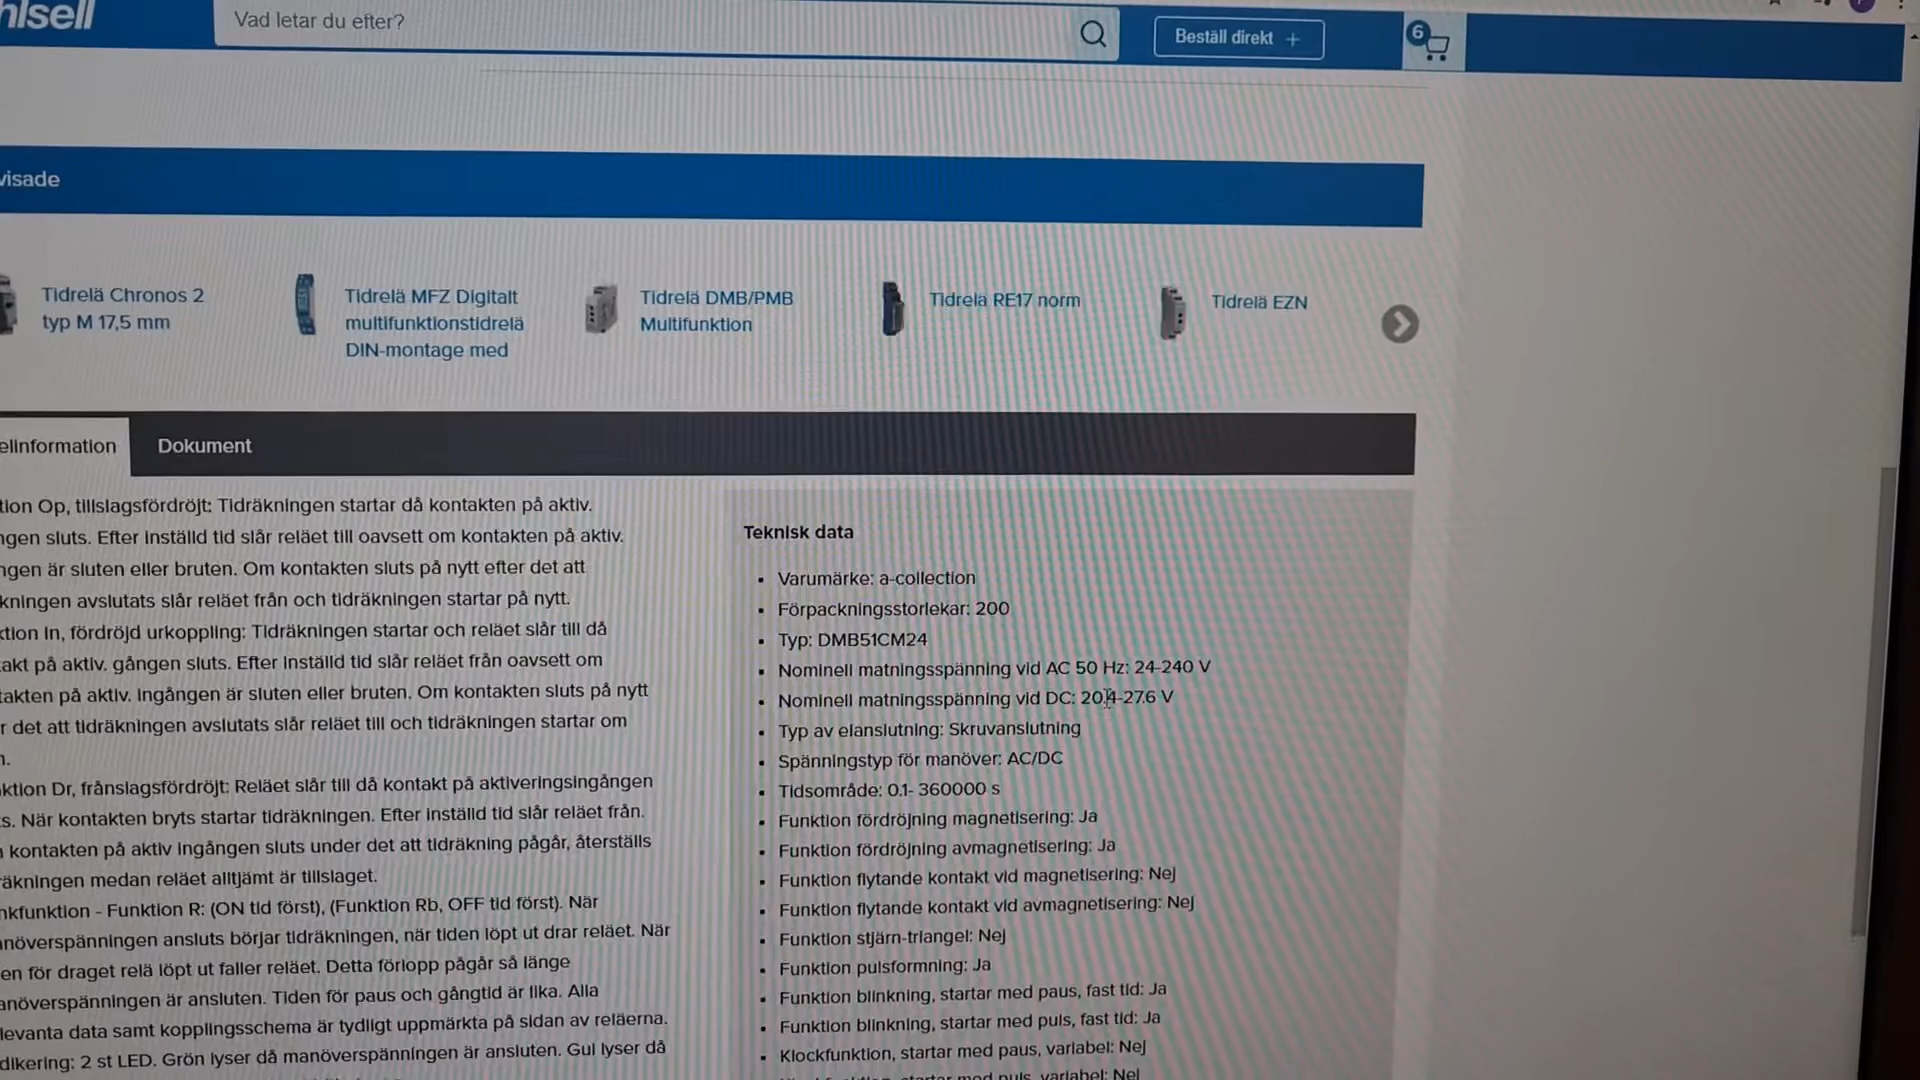 hlsell
Vad letar du efter?
Beställ direkt +
6
visade
Tidrelä Chronos 2
typ M 17,5 mm
Tidrelä MFZ Digitalt
multifunktionstidrelä
DIN-montage med
Tidrelä DMB/PMB
Multifunktion
Tidrelä RE17 norm
Tidrelä EZN
elinformation
Dokument
tion Op, tillslagsfördröjt: Tidräkningen startar då kontakten på aktiv.
ngen sluts. Efter inställd tid slår reläet till oavsett om kontakten på aktiv.
ngen är sluten eller bruten. Om kontakten sluts på nytt efter det att
kningen avslutats slår reläet från och tidräkningen startar på nytt.
ktion In, fördröjd urkoppling: Tidräkningen startar och reläet slår till då
takt på aktiv. gången sluts. Efter inställd tid slår reläet från oavsett om
takten på aktiv. ingången är sluten eller bruten. Om kontakten sluts på nytt
r det att tidräkningen avslutats slår reläet till och tidräkningen startar om
n.
ktion Dr, frånslagsfördröjt: Reläet slår till då kontakt på aktiveringsingången
s. När kontakten bryts startar tidräkningen. Efter inställd tid slår reläet från.
n kontakten på aktiv ingången sluts under det att tidräkning pågår, återställs
räkningen medan reläet alltjämt är tillslaget.
nkfunktion - Funktion R: (ON tid först), (Funktion Rb, OFF tid först). När
anöverspänningen ansluts börjar tidräkningen, när tiden löpt ut drar reläet. När
en för draget relä löpt ut faller reläet. Detta förlopp pågår så länge
anöverspänningen är ansluten. Tiden för paus och gångtid är lika. Alla
levanta data samt kopplingsschema är tydligt uppmärkta på sidan av reläerna.
dikering: 2 st LED. Grön lyser då manöverspänningen är ansluten. Gul lyser då
Teknisk data
Varumärke: a-collection
Förpackningsstorlekar: 200
Typ: DMB51CM24
Nominell matningsspänning vid AC 50 Hz: 24-240 V
Nominell matningsspänning vid DC: 20.4-27.6 V
Typ av elanslutning: Skruvanslutning
Spänningstyp för manöver: AC/DC
Tidsområde: 0.1- 360000 s
Funktion fördröjning magnetisering: Ja
Funktion fördröjning avmagnetisering: Ja
Funktion flytande kontakt vid magnetisering: Nej
Funktion flytande kontakt vid avmagnetisering: Nej
Funktion stjärn-triangel: Nej
Funktion pulsformning: Ja
Funktion blinkning, startar med paus, fast tid: Ja
Funktion blinkning, startar med puls, fast tid: Ja
Klockfunktion, startar med paus, variabel: Nej
startar med puls, variabel: Nej